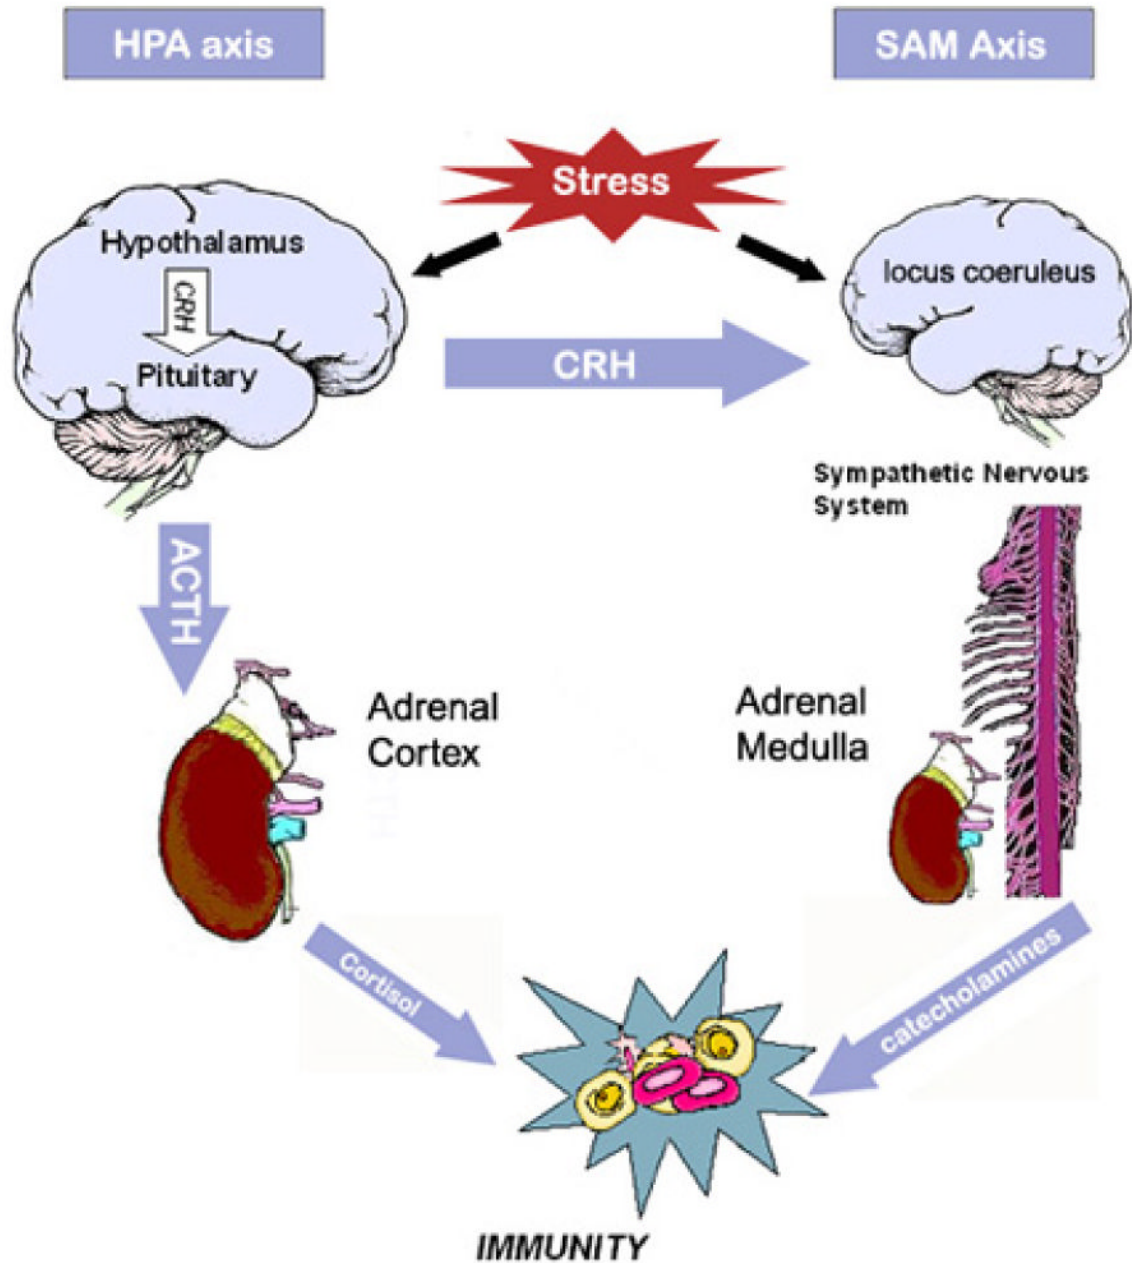 HPA axis
SAM Axis
Stress
Hypothalamus
CRH
Pituitary
locus coeruleus
CRH
Sympathetic Nervous
System
ACTH
Adrenal
Cortex
Adrenal
Medulla
Cortisol
catecholamines
IMMUNITY